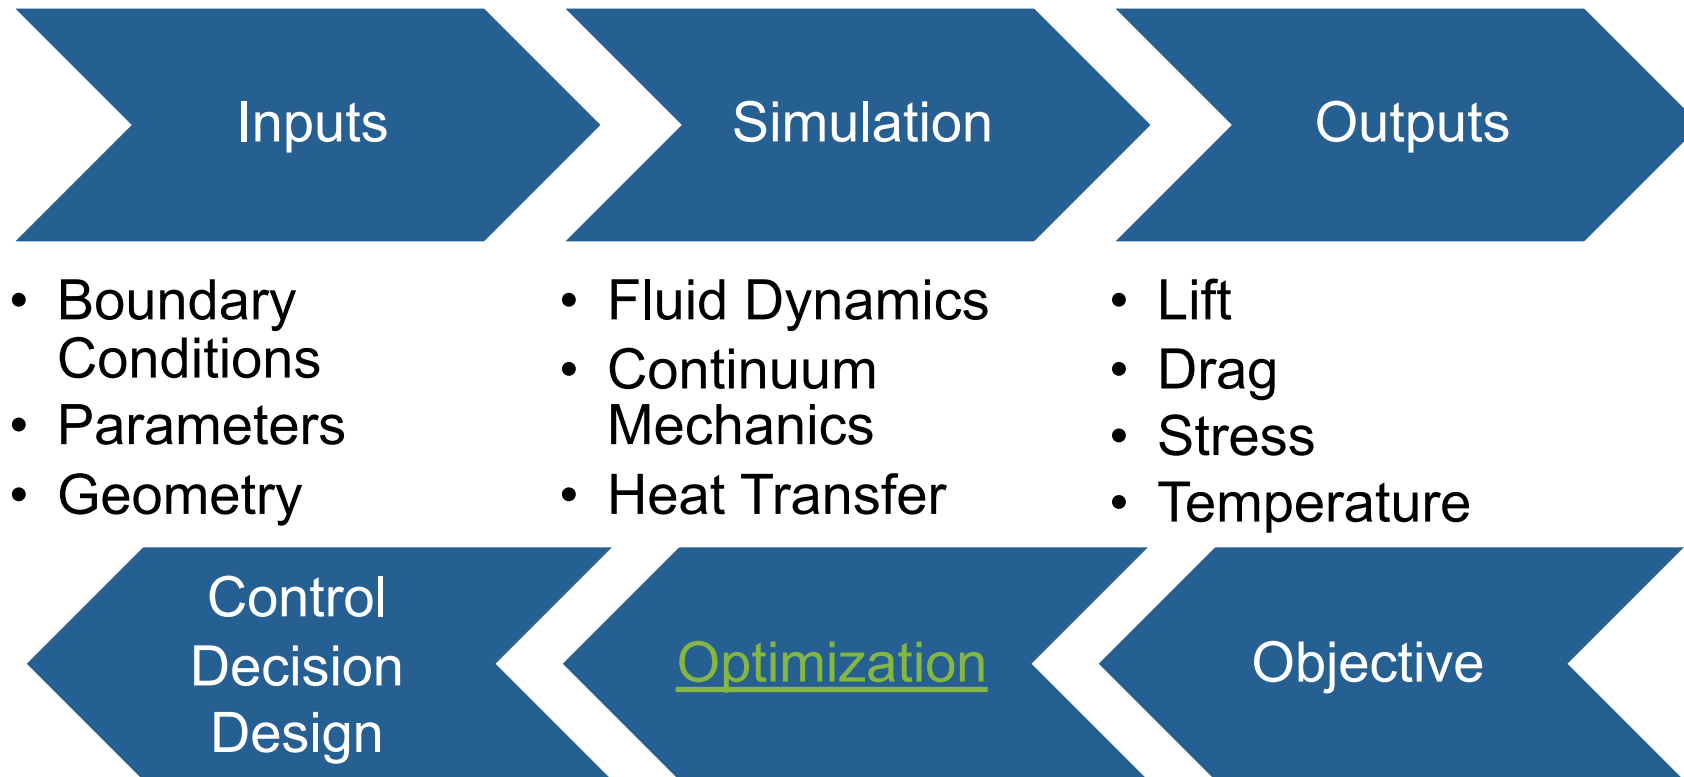 Inputs
Simulation
Outputs
• Boundary
Conditions
• Parameters
• Geometry
• Fluid Dynamics
• Continuum
Mechanics
• Heat Transfer
• Lift
• Drag
• Stress
• Temperature
Control
Decision
Design
Optimization
Objective